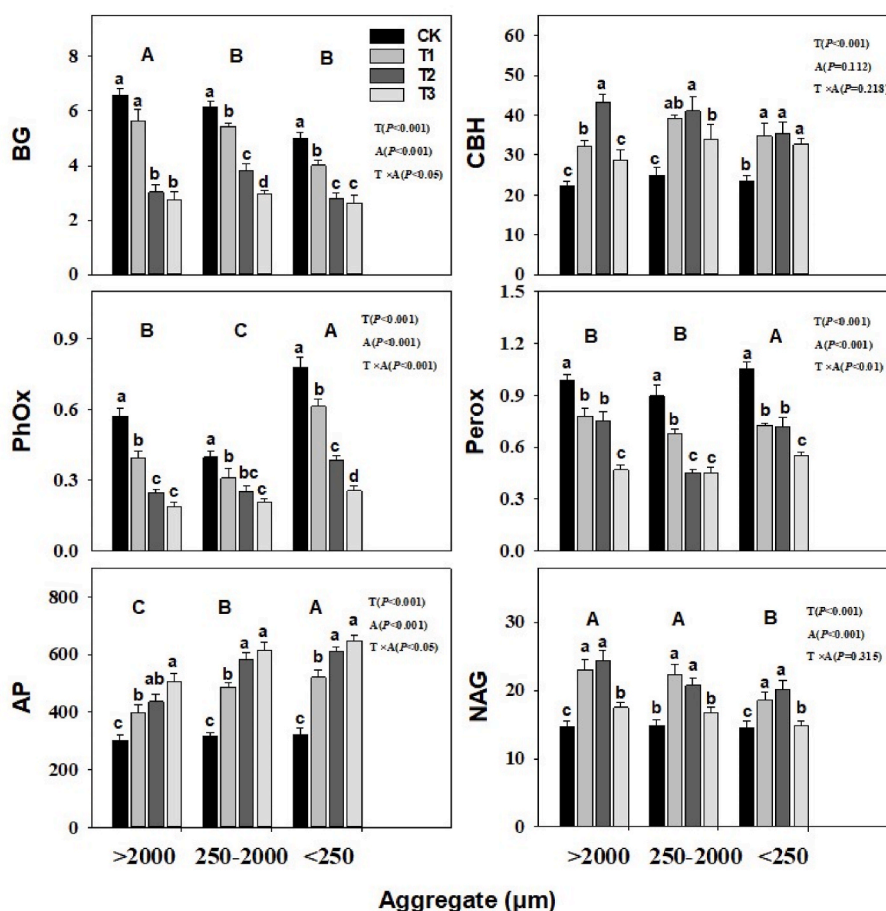 8
6
4
2
0
BG
A
B
B
CK
T1
T2
T3
a
a
b
b
a
b
c
d
a
b
c
c
T(P<0.001)
A(P<0.001)
T ×A(P<0.05)
60
50
40
30
20
10
0
CBH
c
b
a
b
c
ab
a
b
b
a
a
a
T(P<0.001)
A(P=0.112)
T ×A(P=0.218)
0.9
0.6
0.3
0.0
PhOx
B
C
A
a
b
c
c
a
b
bc
c
a
b
c
d
T(P<0.001)
A(P<0.001)
T ×A(P<0.001)
1.5
1.2
0.9
0.6
0.3
0.0
Perox
B
B
A
a
b
b
c
a
b
c
c
a
b
b
c
T(P<0.001)
A(P<0.001)
T ×A(P<0.01)
800
600
400
200
0
AP
C
B
A
c
b
ab
a
c
b
a
a
c
b
a
a
T(P<0.001)
A(P<0.001)
T ×A(P<0.05)
>2000
250-2000
<250
30
20
10
0
NAG
A
A
B
c
a
a
b
b
a
a
b
b
a
a
b
T(P<0.001)
A(P<0.001)
T ×A(P=0.315)
>2000
250-2000
<250
Aggregate (μm)